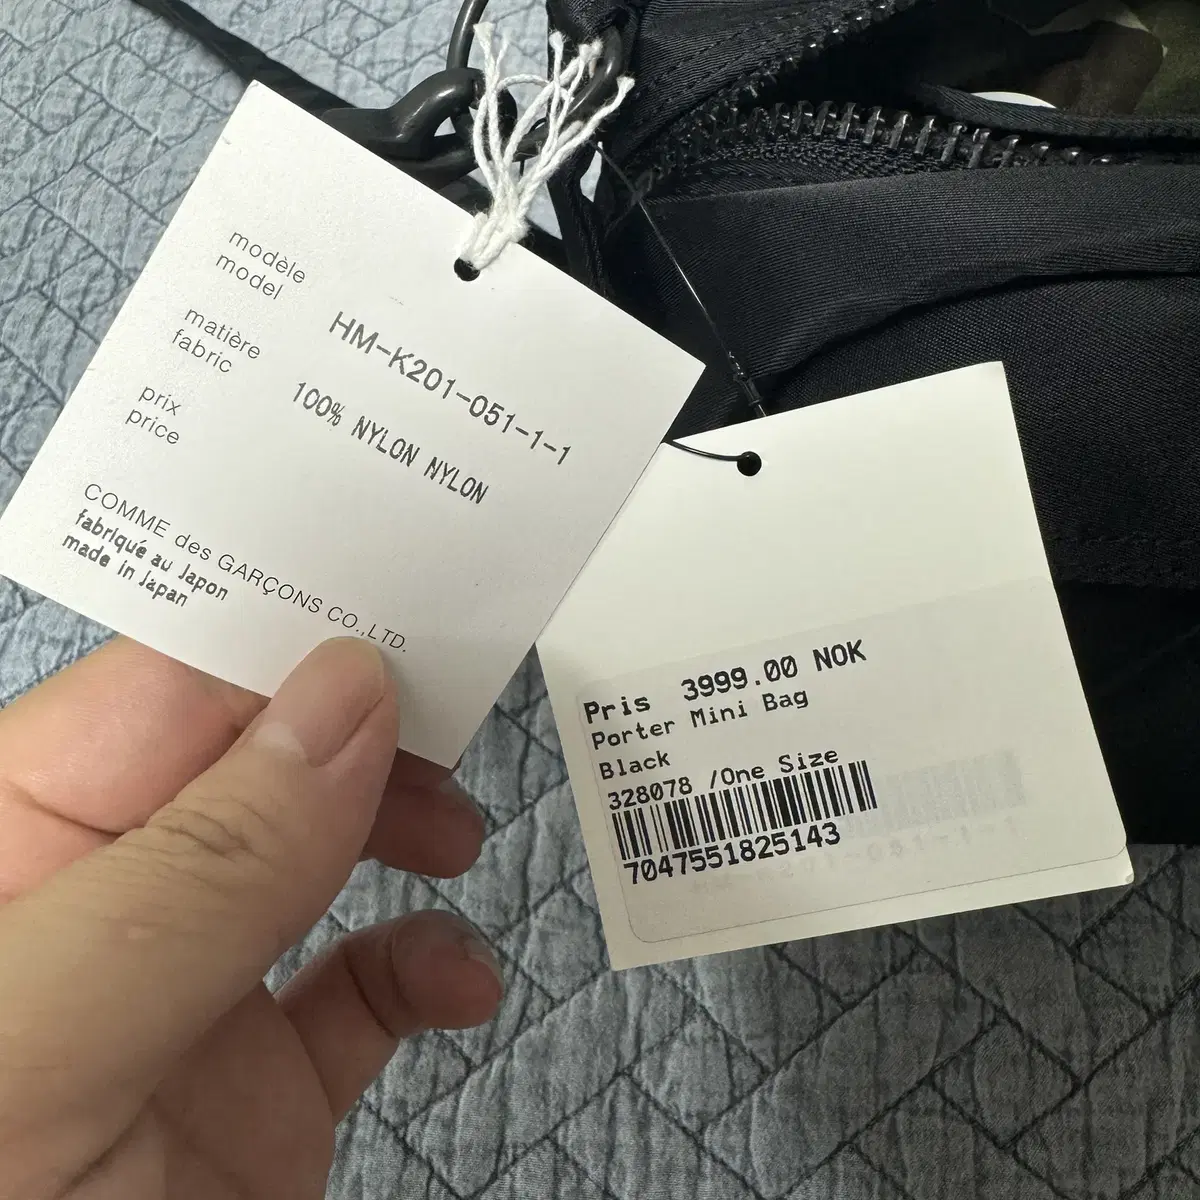 modèle
model
HM-K201-051-1-1
matière
fabric
100% NYLON NYLON
prix
price
COMME des GARÇONS CO.,LTD.
fabriqué au Japon
made in Japan
Pris 3999.00 NOK
Porter Mini Bag
Black
328078 /One Size
7047551825143